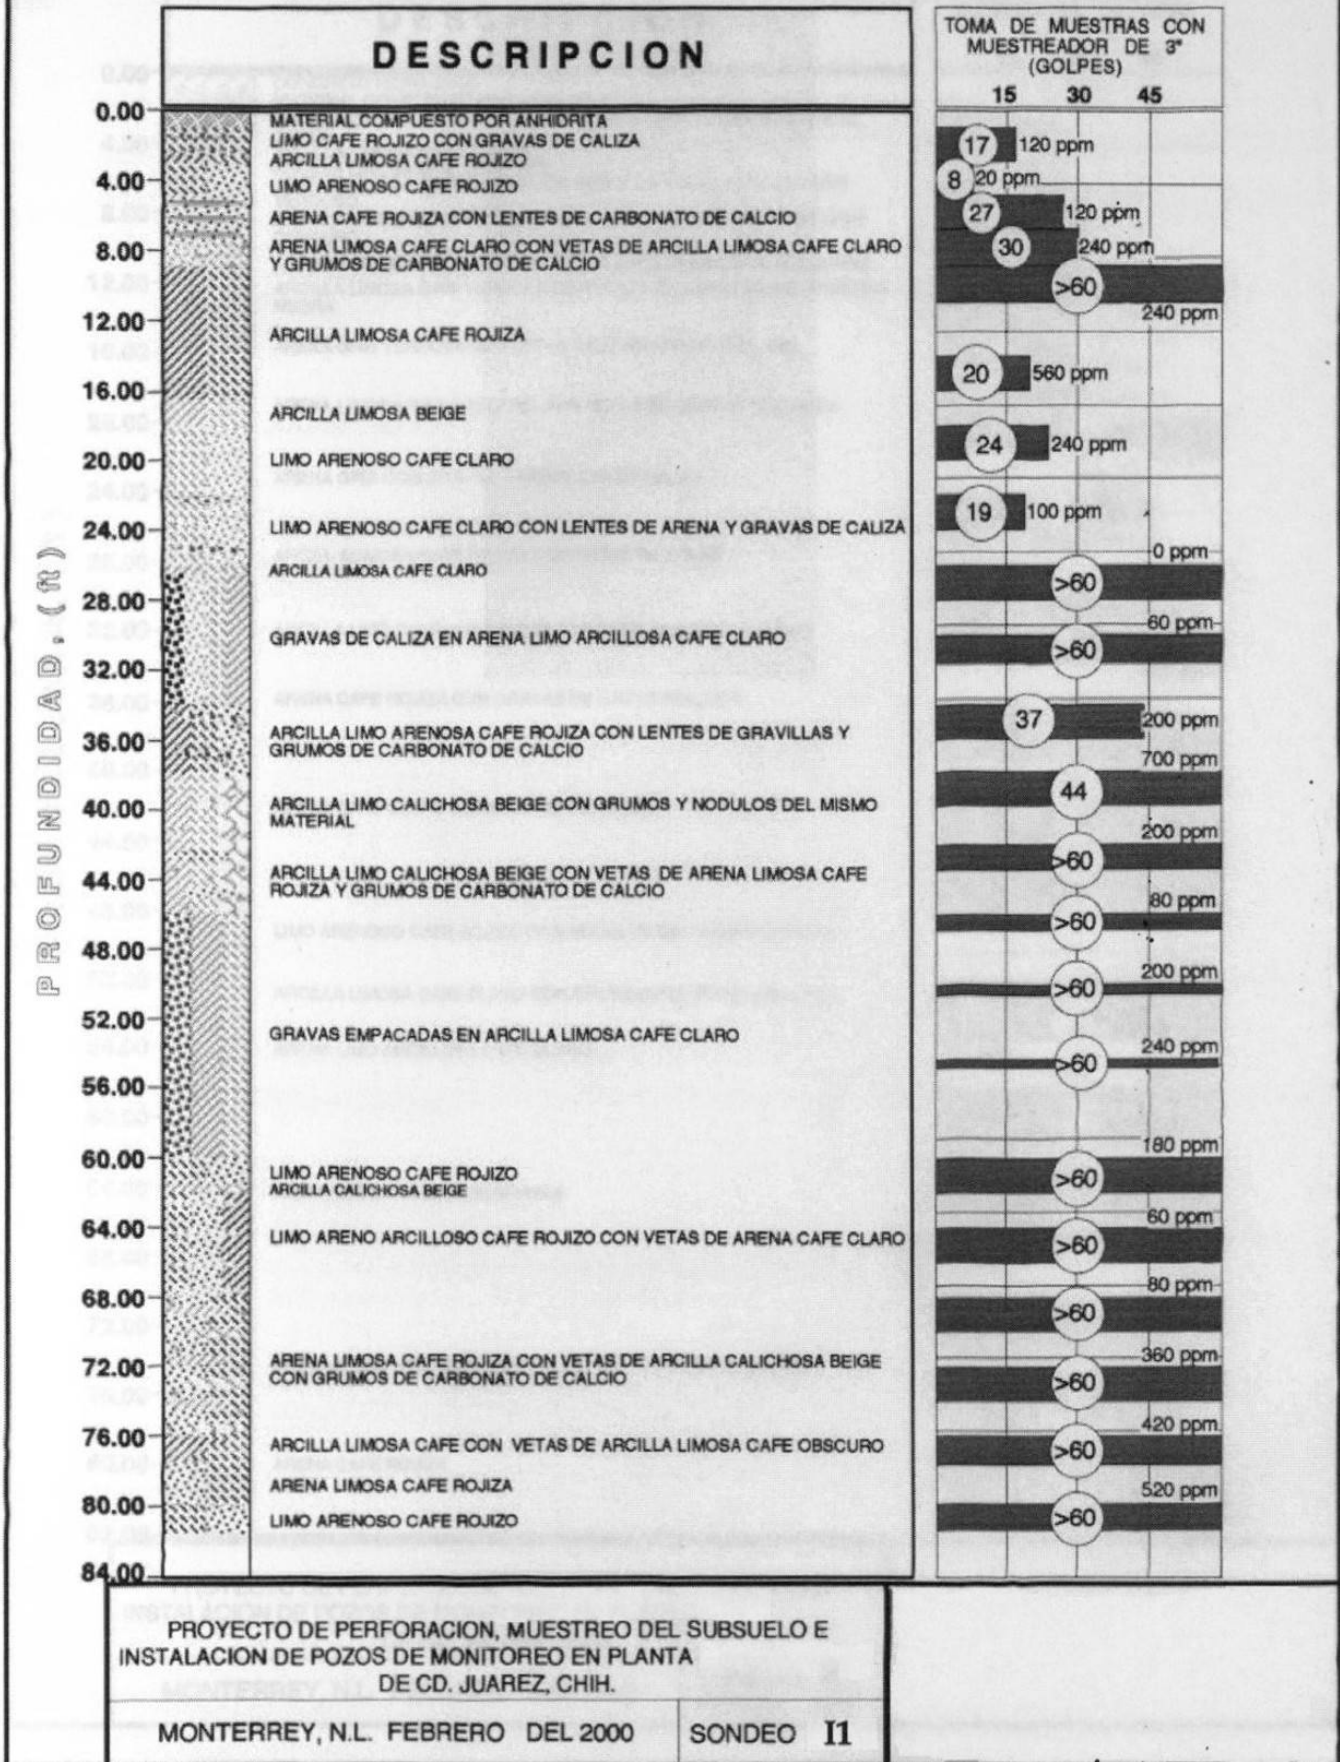 DESCRIPCION
TOMA DE MUESTRAS CON
MUESTREADOR DE 3"
(GOLPES)
15 30 45
PROFUNDIDAD, (ft)
0.00
4.00
8.00
12.00
16.00
20.00
24.00
28.00
32.00
36.00
40.00
44.00
48.00
52.00
56.00
60.00
64.00
68.00
72.00
76.00
80.00
84.00
MATERIAL COMPUESTO POR ANHIDRITA
LIMO CAFE ROJIZO CON GRAVAS DE CALIZA
ARCILLA LIMOSA CAFE ROJIZO
LIMO ARENOSO CAFE ROJIZO
ARENA CAFE ROJIZA CON LENTES DE CARBONATO DE CALCIO
ARENA LIMOSA CAFE CLARO CON VETAS DE ARCILLA LIMOSA CAFE CLARO
Y GRUMOS DE CARBONATO DE CALCIO
ARCILLA LIMOSA CAFE ROJIZA
ARCILLA LIMOSA BEIGE
LIMO ARENOSO CAFE CLARO
LIMO ARENOSO CAFE CLARO CON LENTES DE ARENA Y GRAVAS DE CALIZA
ARCILLA LIMOSA CAFE CLARO
GRAVAS DE CALIZA EN ARENA LIMO ARCILLOSA CAFE CLARO
ARCILLA LIMO ARENOSA CAFE ROJIZA CON LENTES DE GRAVILLAS Y
GRUMOS DE CARBONATO DE CALCIO
ARCILLA LIMO CALICHOSA BEIGE CON GRUMOS Y NODULOS DEL MISMO
MATERIAL
ARCILLA LIMO CALICHOSA BEIGE CON VETAS DE ARENA LIMOSA CAFE
ROJIZA Y GRUMOS DE CARBONATO DE CALCIO
GRAVAS EMPACADAS EN ARCILLA LIMOSA CAFE CLARO
LIMO ARENOSO CAFE ROJIZO
ARCILLA CALICHOSA BEIGE
LIMO ARENO ARCILLOSO CAFE ROJIZO CON VETAS DE ARENA CAFE CLARO
ARENA LIMOSA CAFE ROJIZA CON VETAS DE ARCILLA CALICHOSA BEIGE
CON GRUMOS DE CARBONATO DE CALCIO
ARCILLA LIMOSA CAFE CON VETAS DE ARCILLA LIMOSA CAFE OBSCURO
ARENA LIMOSA CAFE ROJIZA
LIMO ARENOSO CAFE ROJIZO
17 120 ppm
8 20 ppm
27 120 ppm
30 240 ppm
>60
240 ppm
20 560 ppm
24 240 ppm
19 100 ppm
0 ppm
>60
60 ppm
>60
37 200 ppm
700 ppm
44
200 ppm
>60
80 ppm
>60
200 ppm
>60
240 ppm
>60
180 ppm
>60
60 ppm
>60
80 ppm
>60
360 ppm
>60
420 ppm
>60
520 ppm
>60
PROYECTO DE PERFORACION, MUESTREO DEL SUBSUELO E
INSTALACION DE POZOS DE MONITOREO EN PLANTA
DE CD. JUAREZ, CHIH.
MONTERREY, N.L. FEBRERO DEL 2000
SONDEO I1